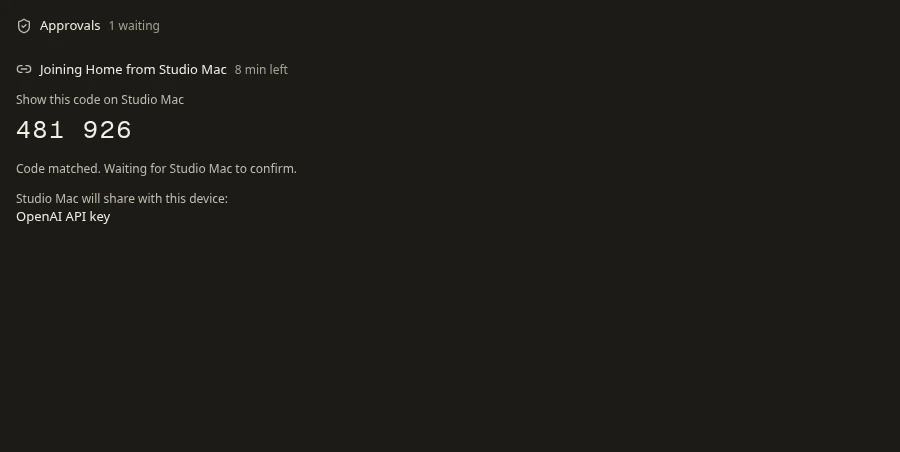 Approvals 1 waiting
Joining Home from Studio Mac 8 min left
Show this code on Studio Mac
481 926
Code matched. Waiting for Studio Mac to confirm.
Studio Mac will share with this device:
OpenAI API key